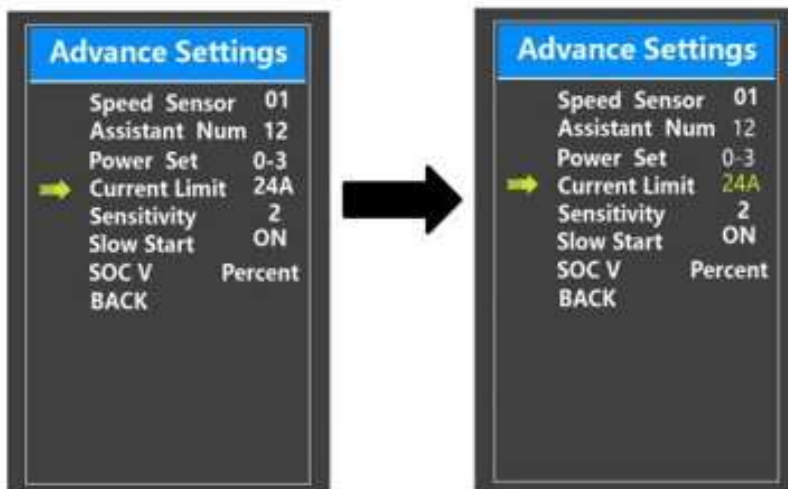 Advance Settings
Speed Sensor 01
Assistant Num 12
Power Set 0-3
Current Limit 24A
Sensitivity 2
Slow Start ON
SOC V Percent
BACK
Advance Settings
Speed Sensor 01
Assistant Num 12
Power Set 0-3
Current Limit 24A
Sensitivity 2
Slow Start ON
SOC V Percent
BACK